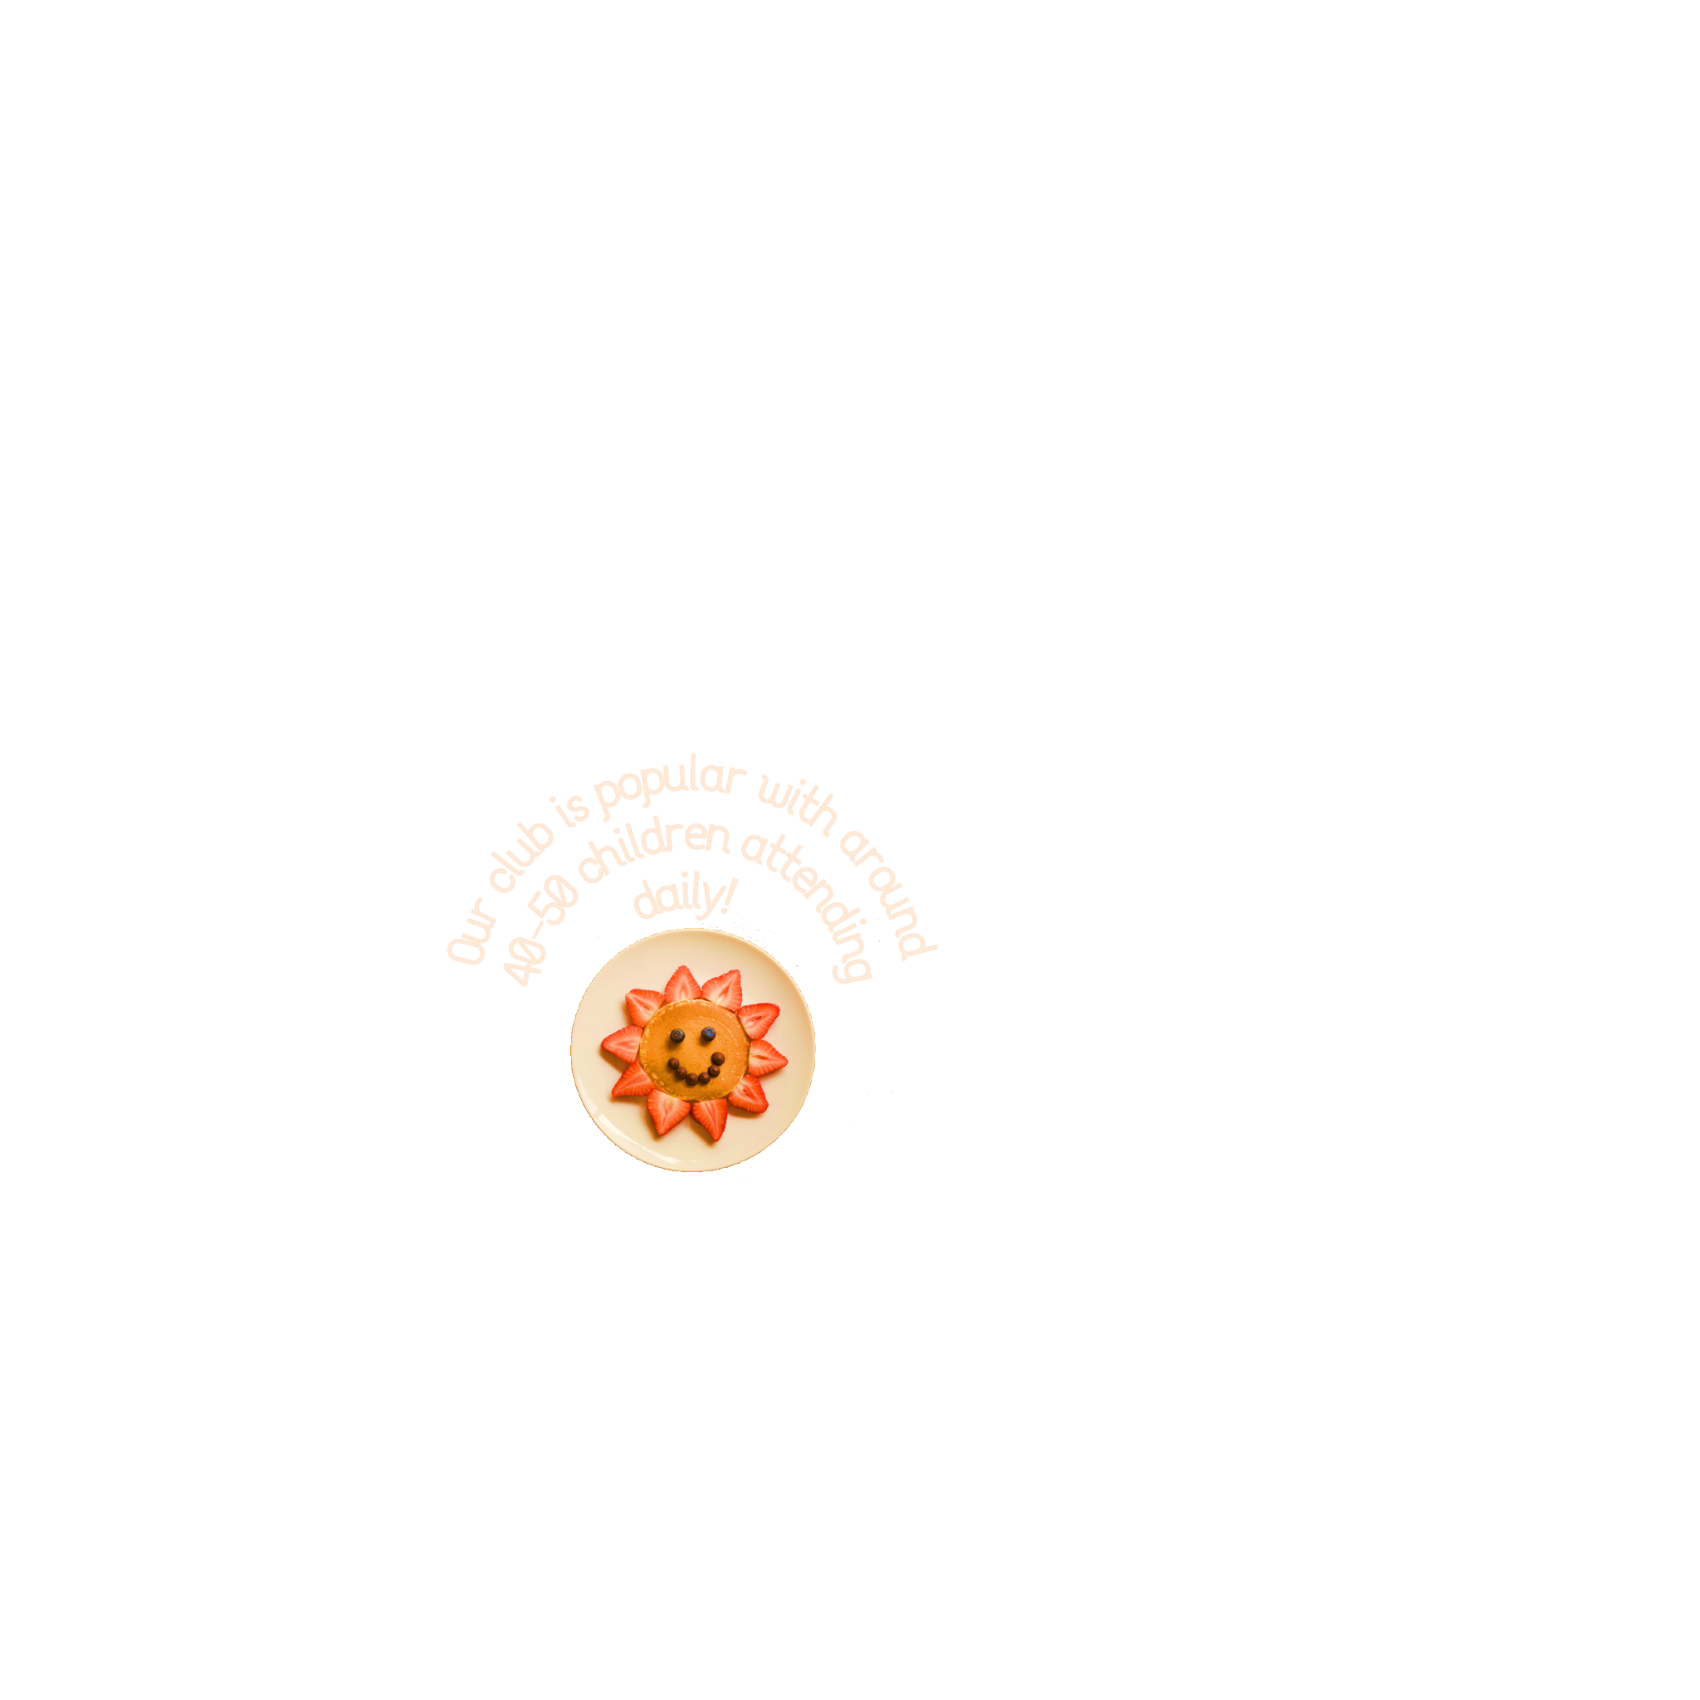 Our club is popular with around
40-50 children attending
daily!